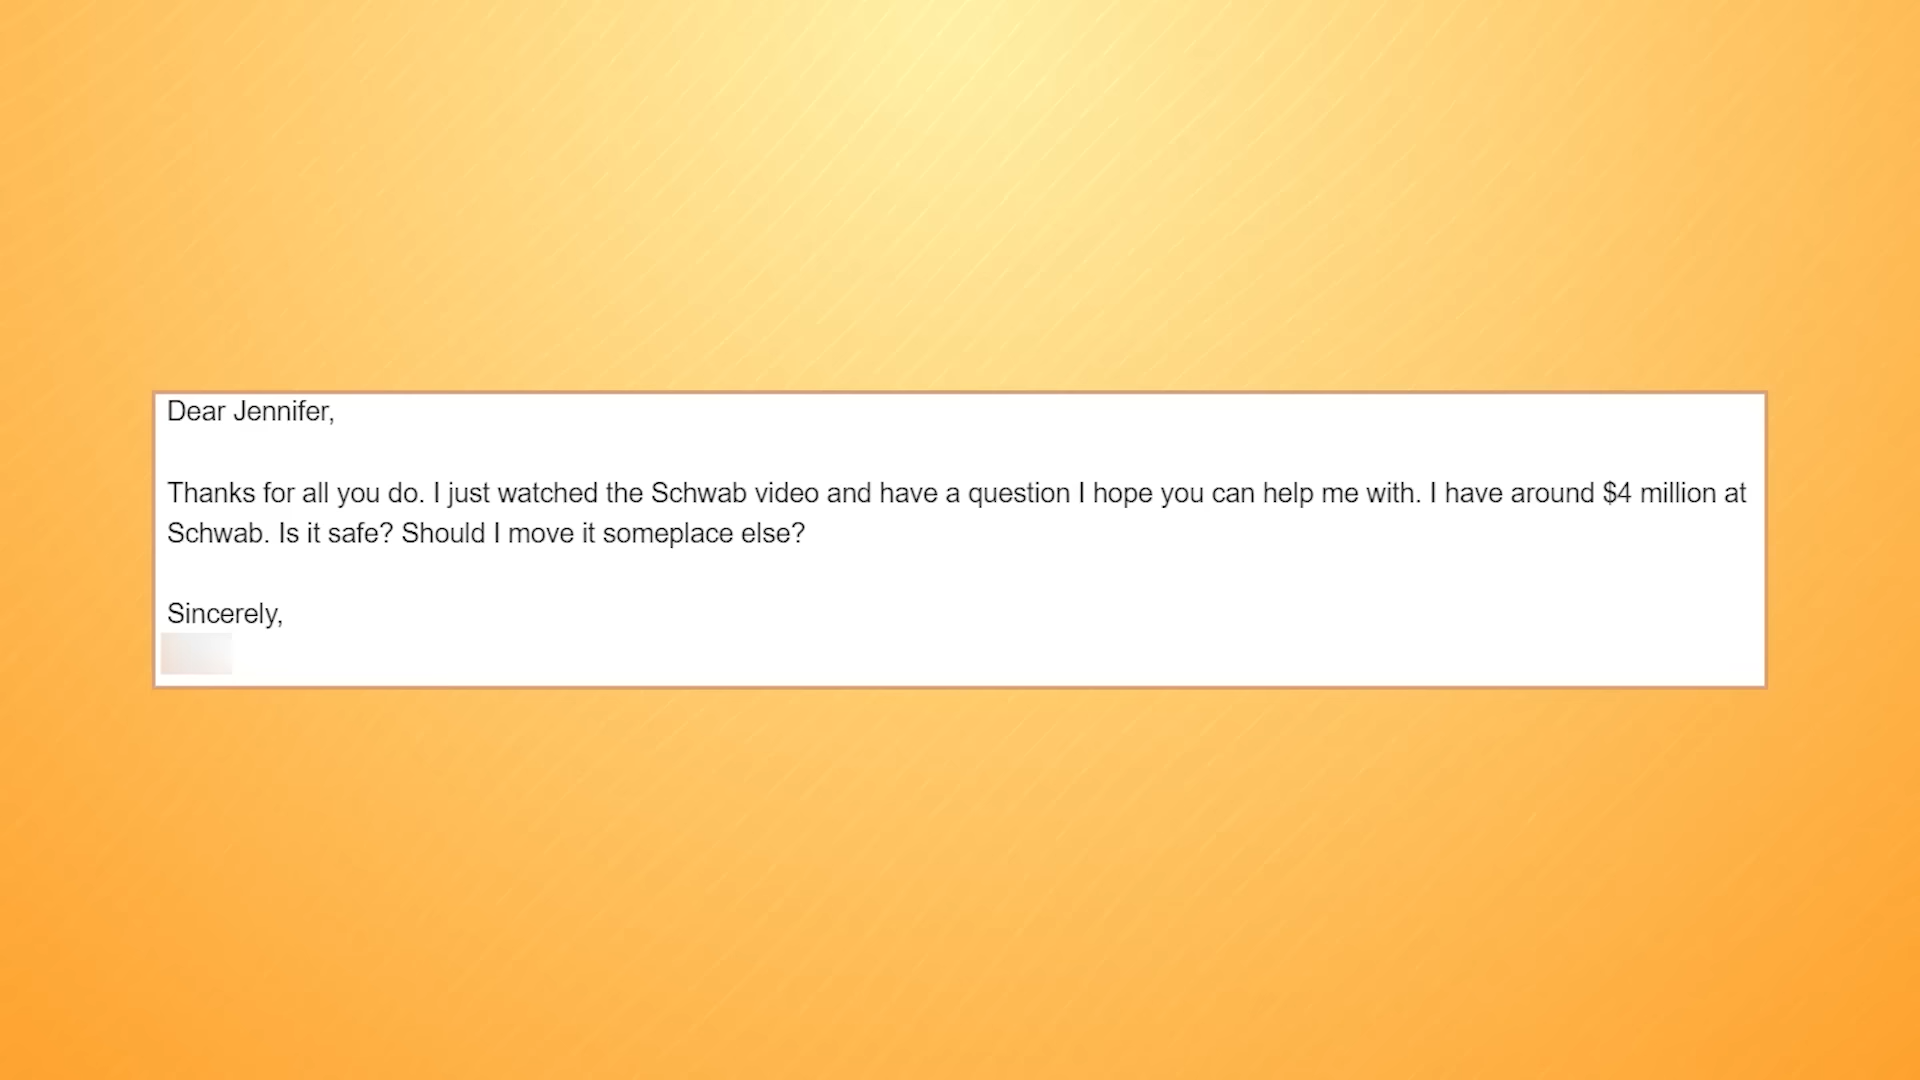 Dear Jennifer,
Thanks for all you do. I just watched the Schwab video and have a question I hope you can help me with. I have around $4 million at
Schwab. Is it safe? Should I move it someplace else?
Sincerely,